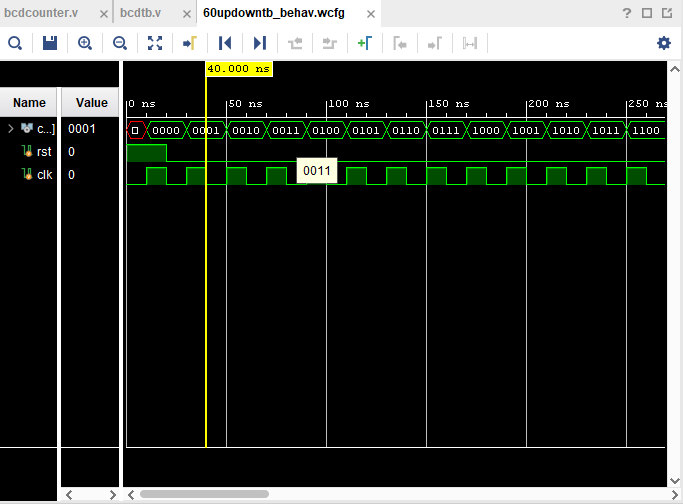 bcdcounter.v × bcdtb.v × 60updowntb_behav.wcfg ×
40.000 ns
Name Value
0 ns 50 ns 100 ns 150 ns 200 ns 250 ns
c...] 0001 0000 0001 0010 0011 0100 0101 0110 0111 1000 1001 1010 1011 1100
rst 0
clk 0
0011